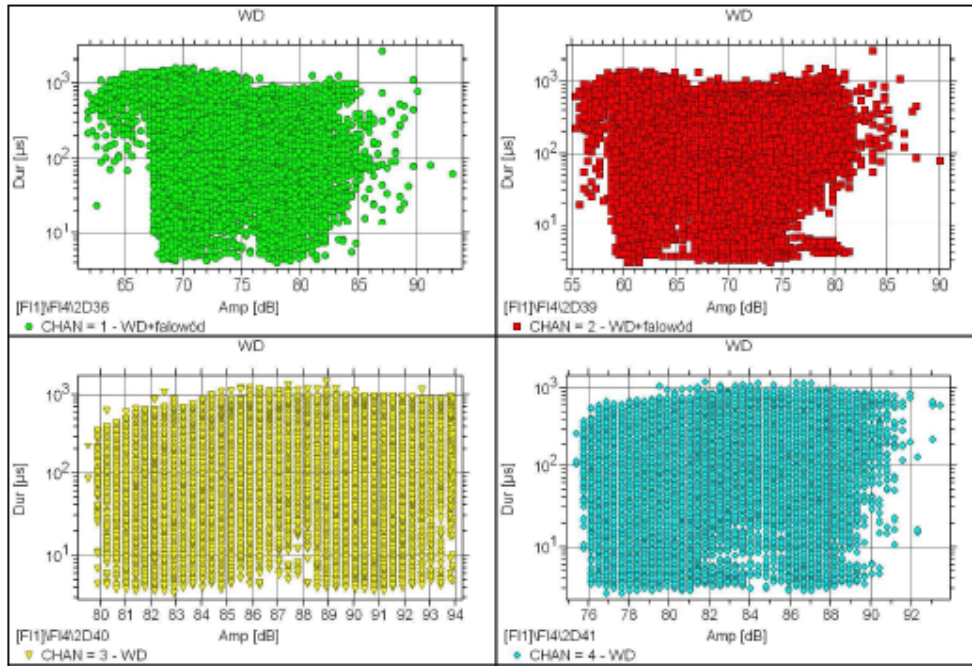 WD
Dur [µs]
10³
10²
10¹
65 70 75 80 85 90
Amp [dB]
[FI1]\FI4\2D36
CHAN = 1 - WD+falowód
WD
Dur [µs]
10³
10²
10¹
55 60 65 70 75 80 85 90
Amp [dB]
[FI1]\FI4\2D39
CHAN = 2 - WD+falowód
WD
Dur [µs]
10³
10²
10¹
80 81 82 83 84 85 86 87 88 89 90 91 92 93 94
Amp [dB]
[FI1]\FI4\2D40
CHAN = 3 - WD
WD
Dur [µs]
10³
10²
10¹
76 78 80 82 84 86 88 90 92
Amp [dB]
[FI1]\FI4\2D41
CHAN = 4 - WD